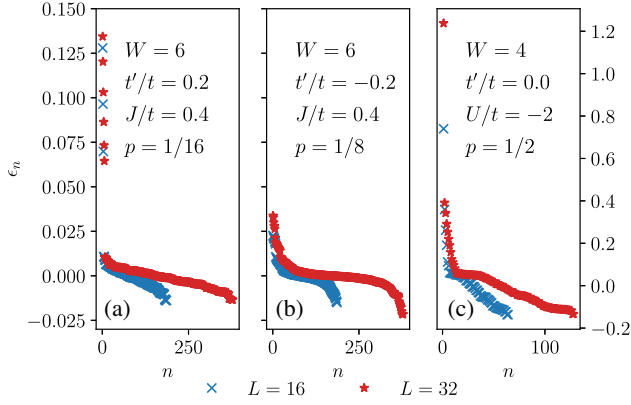 0.150
0.125
0.100
0.075
0.050
0.025
0.000
−0.025
ϵₙ
W = 6
t′/t = 0.2
J/t = 0.4
p = 1/16
(a)
0
250
n
W = 6
t′/t = −0.2
J/t = 0.4
p = 1/8
(b)
0
250
n
W = 4
t′/t = 0.0
U/t = −2
p = 1/2
(c)
0
100
n
1.2
1.0
0.8
0.6
0.4
0.2
0.0
−0.2
L = 16
L = 32